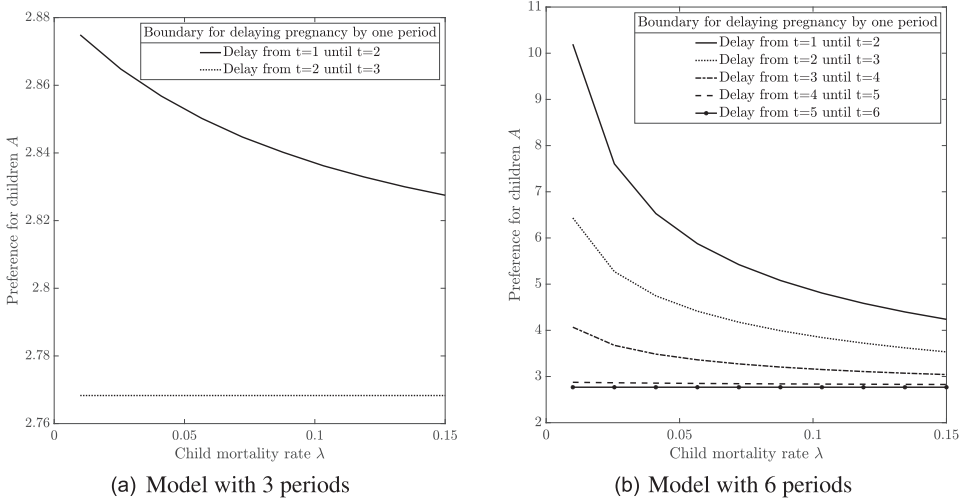 2.88
2.86
2.84
2.82
2.8
2.78
2.76
Preference for children A
Boundary for delaying pregnancy by one period
Delay from t=1 until t=2
Delay from t=2 until t=3
0
0.05
0.1
0.15
Child mortality rate λ
(a) Model with 3 periods
11
10
9
8
7
6
5
4
3
2
Preference for children A
Boundary for delaying pregnancy by one period
Delay from t=1 until t=2
Delay from t=2 until t=3
Delay from t=3 until t=4
Delay from t=4 until t=5
Delay from t=5 until t=6
0
0.05
0.1
0.15
Child mortality rate λ
(b) Model with 6 periods